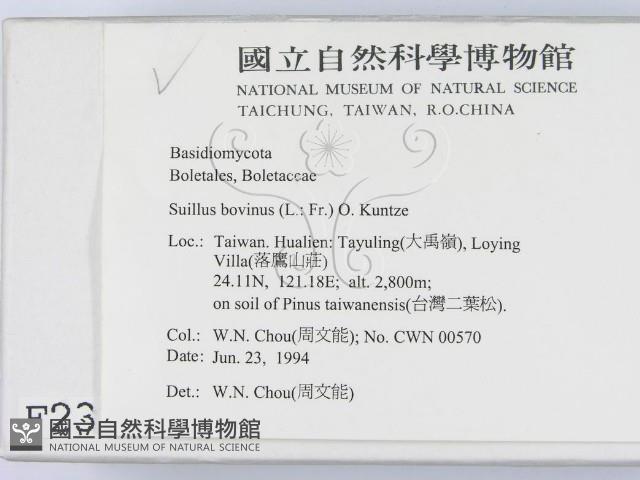 國立自然科學博物館
NATIONAL MUSEUM OF NATURAL SCIENCE
TAICHUNG, TAIWAN, R.O.CHINA
Basidiomycota
Boletales, Boletaceae
Suillus bovinus (L.: Fr.) O. Kuntze
Loc.: Taiwan. Hualien: Tayuling(大禹嶺), Loying
Villa(落鷹山莊)
24.11N, 121.18E; alt. 2,800m;
on soil of Pinus taiwanensis(台灣二葉松).
Col.: W.N. Chou(周文能); No. CWN 00570
Date: Jun. 23, 1994
Det.: W.N. Chou(周文能)
F23
國立自然科學博物館
NATIONAL MUSEUM OF NATURAL SCIENCE